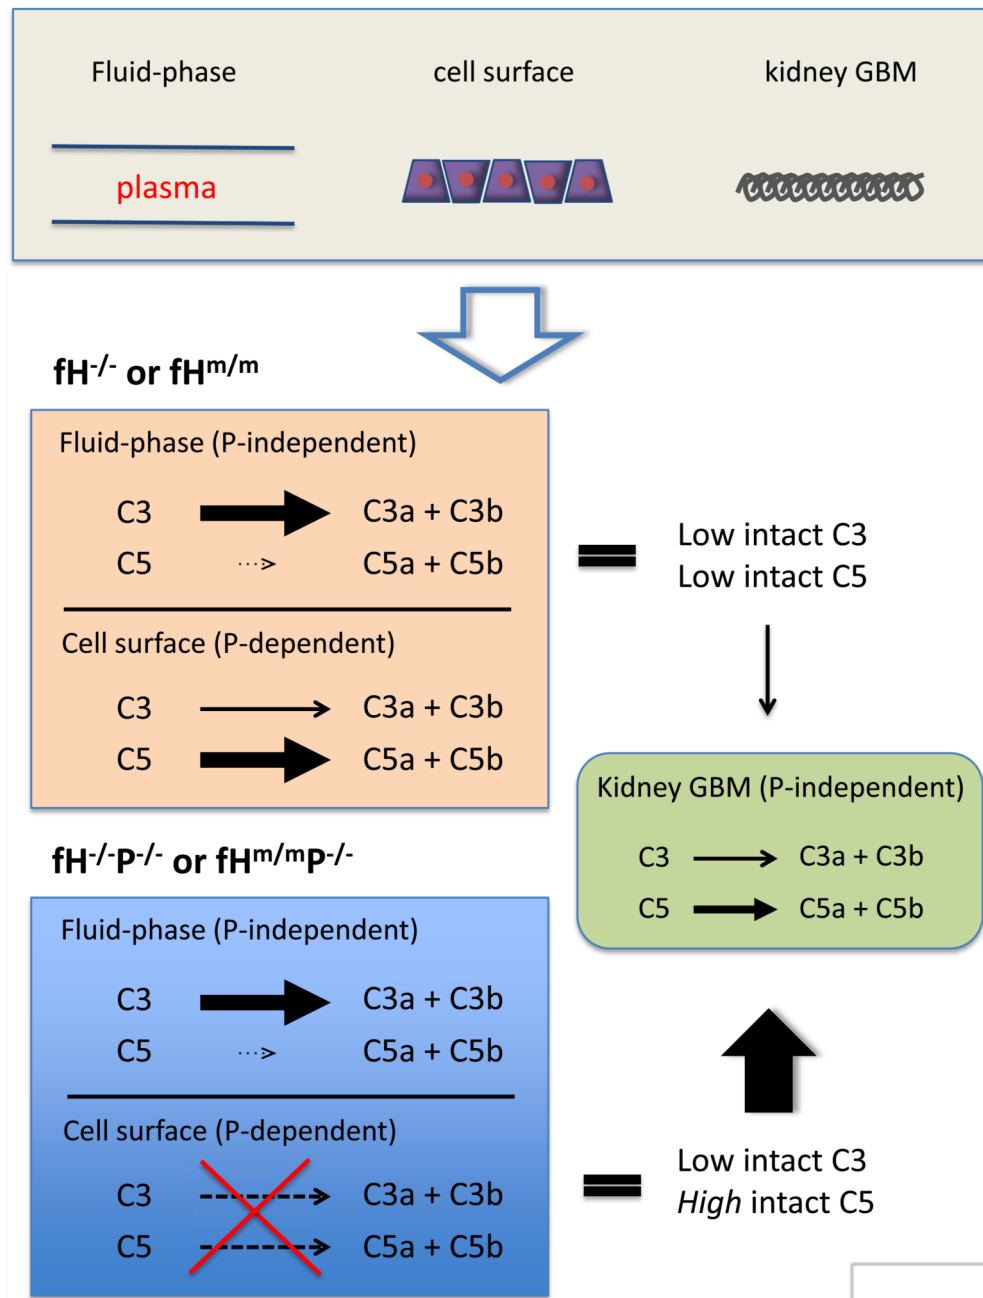 Fluid-phase cell surface kidney GBM
plasma
fH-/- or fHm/m
Fluid-phase (P-independent)
C3 C3a + C3b
C5 C5a + C5b
Cell surface (P-dependent)
C3 C3a + C3b
C5 C5a + C5b
Low intact C3
Low intact C5
Kidney GBM (P-independent)
C3 C3a + C3b
C5 C5a + C5b
fH-/-P-/- or fHm/mP-/-
Fluid-phase (P-independent)
C3 C3a + C3b
C5 C5a + C5b
Cell surface (P-dependent)
C3 C3a + C3b
C5 C5a + C5b
Low intact C3
High intact C5